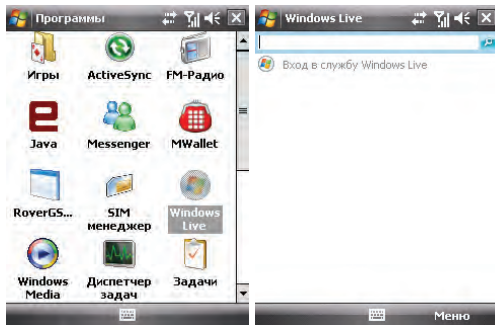 Программы
Игры
ActiveSync
FM-Радио
Java
Messenger
MWallet
RoverGS...
SIM менеджер
Windows Live
Windows Media
Диспетчер задач
Задачи
Windows Live
Вход в службу Windows Live
Меню